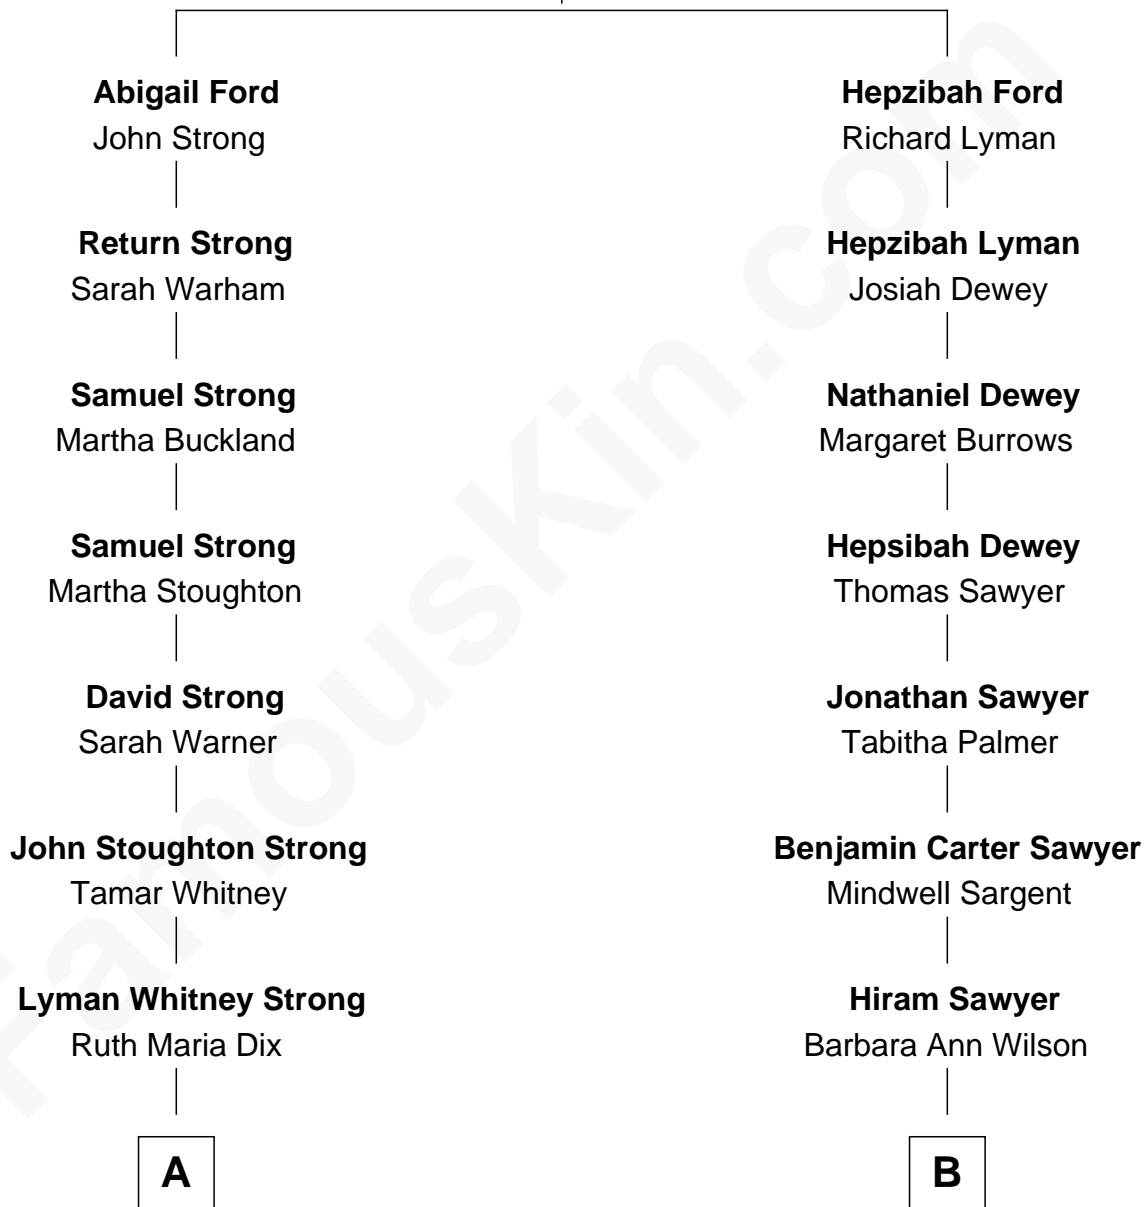 Abigail Ford
John Strong
Return Strong
Sarah Warham
Samuel Strong
Martha Buckland
Samuel Strong
Martha Stoughton
David Strong
Sarah Warner
John Stoughton Strong
Tamar Whitney
Lyman Whitney Strong
Ruth Maria Dix
A
Hepzibah Ford
Richard Lyman
Hepzibah Lyman
Josiah Dewey
Nathaniel Dewey
Margaret Burrows
Hepsibah Dewey
Thomas Sawyer
Jonathan Sawyer
Tabitha Palmer
Benjamin Carter Sawyer
Mindwell Sargent
Hiram Sawyer
Barbara Ann Wilson
B
FamousKin.com